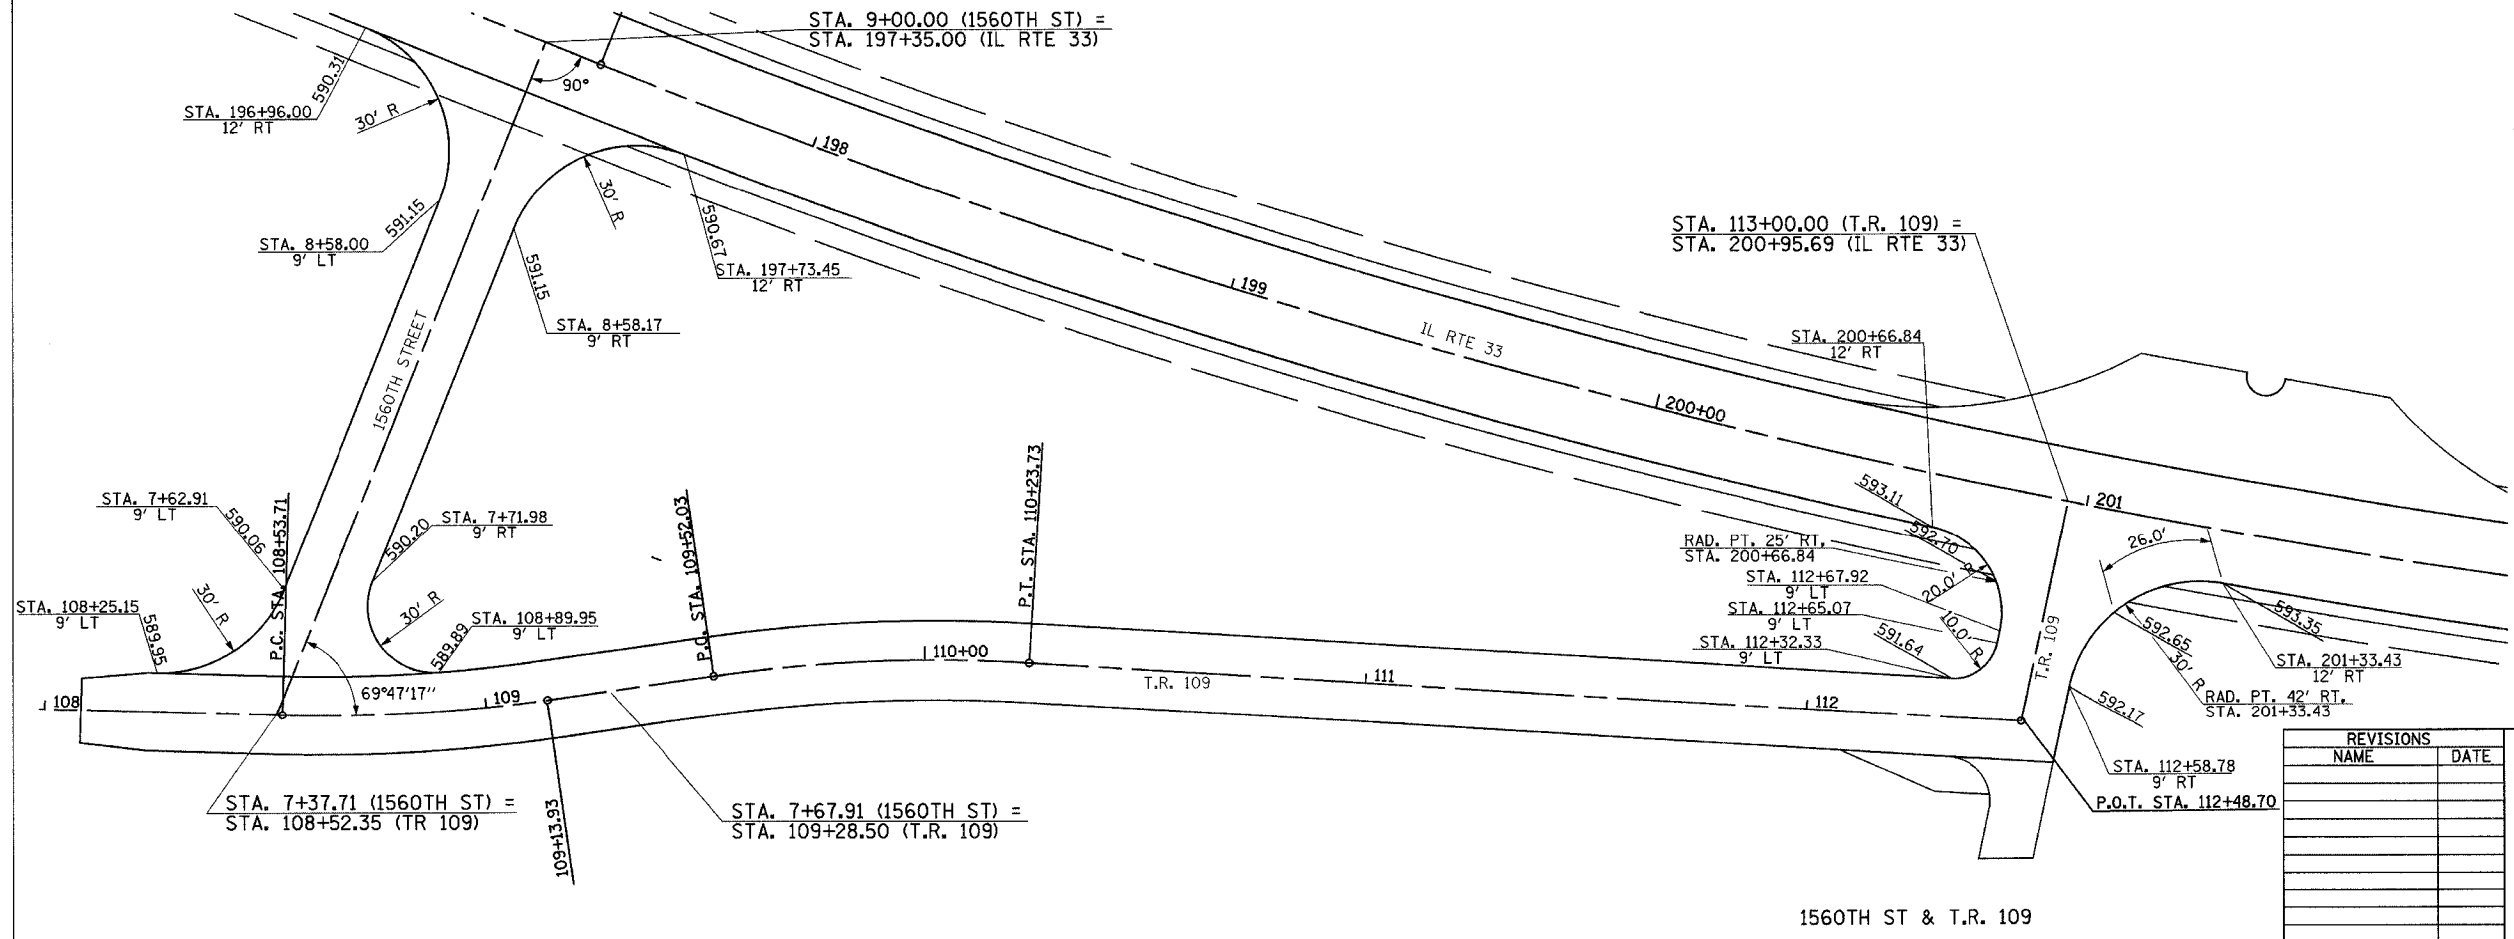 STA. 9+00.00 (1560TH ST) =
STA. 197+35.00 (IL RTE 33)
90°
590.31
STA. 196+96.00
12' RT
30' R
198
591.15
STA. 8+58.00
9' LT
30' R
590.67
STA. 197+73.45
12' RT
591.15
STA. 8+58.17
9' RT
1560TH STREET
199
IL RTE 33
STA. 113+00.00 (T.R. 109) =
STA. 200+95.69 (IL RTE 33)
STA. 200+66.84
12' RT
200+00
201
593.11
592.70
RAD. PT. 25' RT,
STA. 200+66.84
20.0' R
STA. 112+67.92
9' LT
STA. 112+65.07
9' LT
10.0' R
STA. 112+32.33
9' LT
591.64
26.0'
T.R. 109
593.35
592.65
30' R
STA. 201+33.43
12' RT
RAD. PT. 42' RT,
STA. 201+33.43
592.17
STA. 112+58.78
9' RT
P.O.T. STA. 112+48.70
STA. 7+62.91
9' LT
590.06
P.C. STA. 108+53.71
STA. 7+71.98
9' RT
590.20
30' R
STA. 108+25.15
9' LT
589.95
30' R
STA. 108+89.95
9' LT
589.89
P.C. STA. 109+52.03
P.T. STA. 110+23.73
108
69°47'17''
109
110+00
T.R. 109
111
112
STA. 7+37.71 (1560TH ST) =
STA. 108+52.35 (TR 109)
109+13.93
STA. 7+67.91 (1560TH ST) =
STA. 109+28.50 (T.R. 109)
REVISIONS
NAME DATE
1560TH ST & T.R. 109